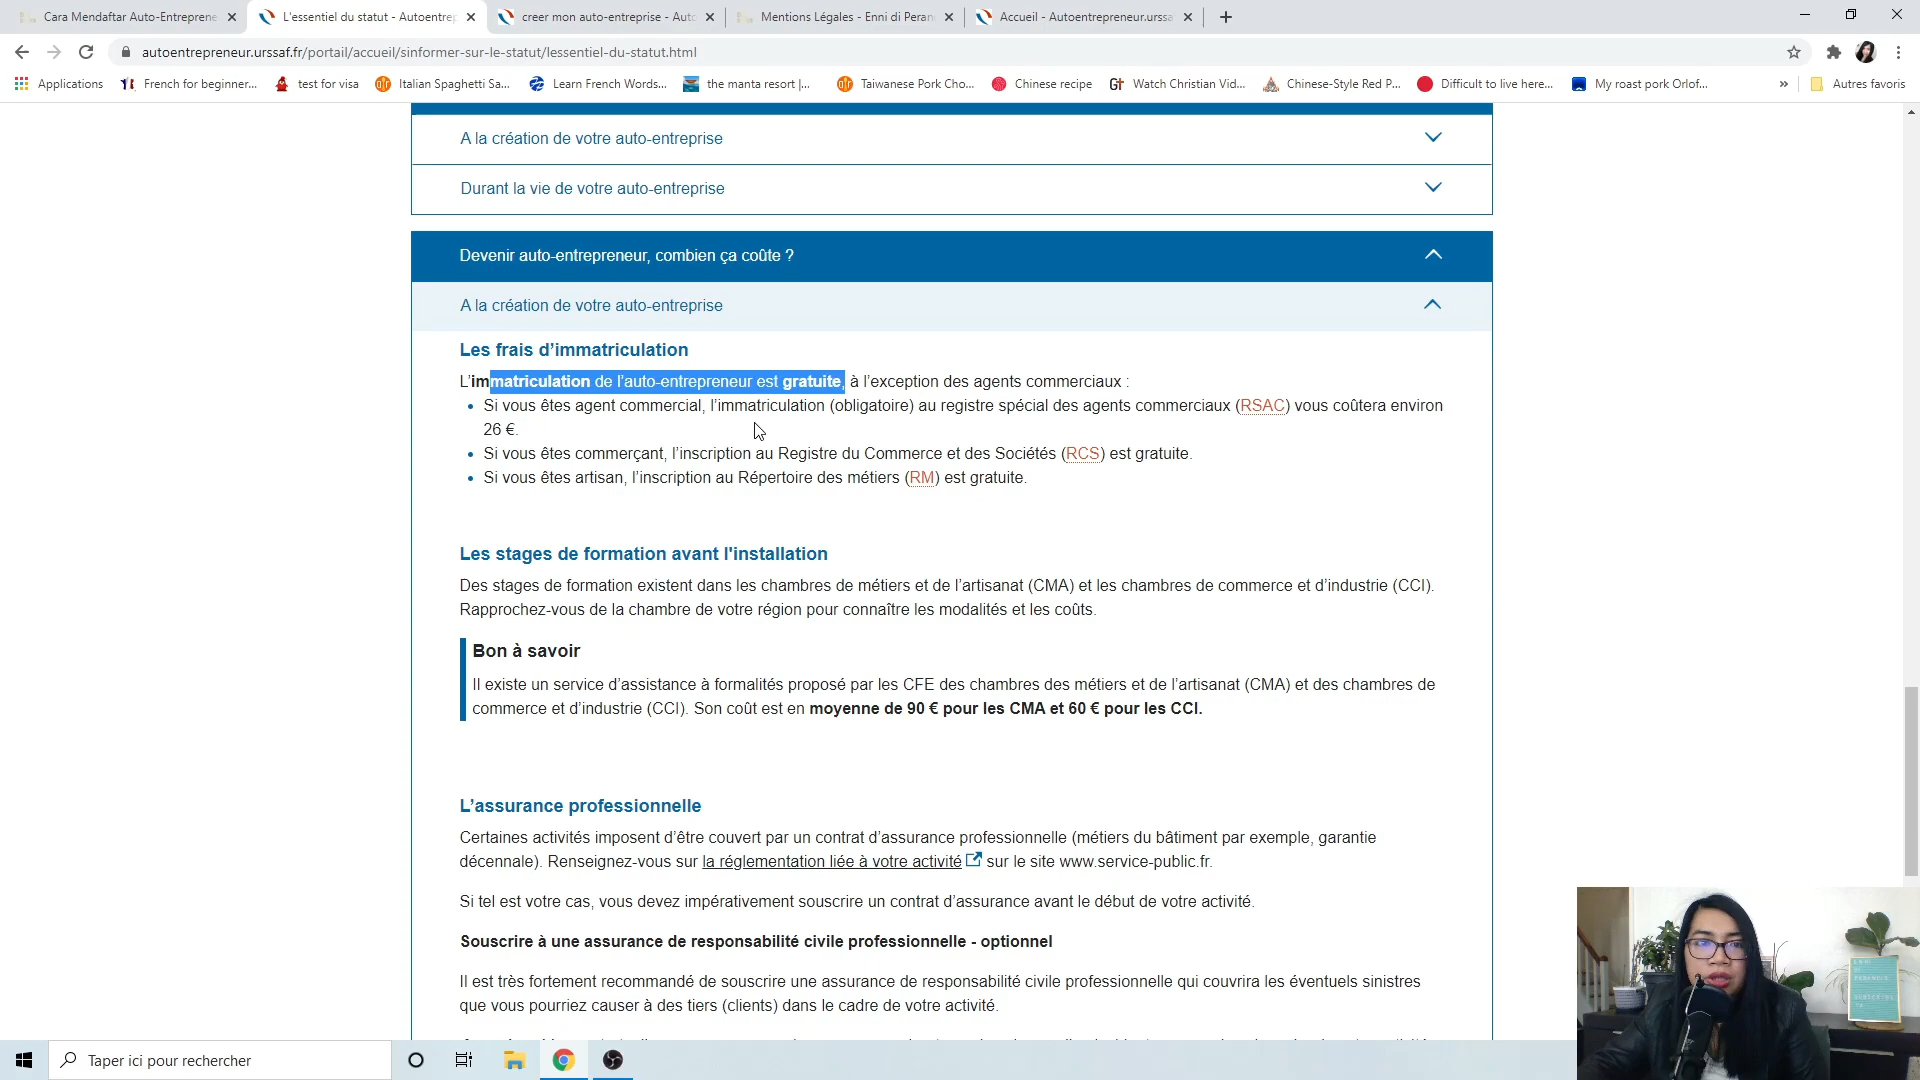 Cara Mendaftar Auto-Entreprene
L'essentiel du statut - Autoentrep
creer mon auto-entreprise - Auto
Mentions Légales - Enni di Peran
Accueil - Autoentrepreneur.urssa
autoentrepreneur.urssaf.fr/portail/accueil/sinformer-sur-le-statut/lessentiel-du-statut.html
Applications
French for beginner...
test for visa
Italian Spaghetti Sa...
Learn French Words...
the manta resort |...
Taiwanese Pork Cho...
Chinese recipe
Watch Christian Vid...
Chinese-Style Red P...
Difficult to live here...
My roast pork Orlof...
»
Autres favoris
A la création de votre auto-entreprise
Durant la vie de votre auto-entreprise
Devenir auto-entrepreneur, combien ça coûte ?
A la création de votre auto-entreprise
Les frais d’immatriculation
L’immatriculation de l’auto-entrepreneur est gratuite, à l’exception des agents commerciaux :
• Si vous êtes agent commercial, l’immatriculation (obligatoire) au registre spécial des agents commerciaux (RSAC) vous coûtera environ
26 €.
• Si vous êtes commerçant, l’inscription au Registre du Commerce et des Sociétés (RCS) est gratuite.
• Si vous êtes artisan, l’inscription au Répertoire des métiers (RM) est gratuite.
Les stages de formation avant l'installation
Des stages de formation existent dans les chambres de métiers et de l’artisanat (CMA) et les chambres de commerce et d’industrie (CCI).
Rapprochez-vous de la chambre de votre région pour connaître les modalités et les coûts.
Bon à savoir
Il existe un service d’assistance à formalités proposé par les CFE des chambres des métiers et de l’artisanat (CMA) et des chambres de
commerce et d’industrie (CCI). Son coût est en moyenne de 90 € pour les CMA et 60 € pour les CCI.
L’assurance professionnelle
Certaines activités imposent d’être couvert par un contrat d’assurance professionnelle (métiers du bâtiment par exemple, garantie
décennale). Renseignez-vous sur la réglementation liée à votre activité sur le site www.service-public.fr.
Si tel est votre cas, vous devez impérativement souscrire un contrat d’assurance avant le début de votre activité.
Souscrire à une assurance de responsabilité civile professionnelle - optionnel
Il est très fortement recommandé de souscrire une assurance de responsabilité civile professionnelle qui couvrira les éventuels sinistres
que vous pourriez causer à des tiers (clients) dans le cadre de votre activité.
Taper ici pour rechercher